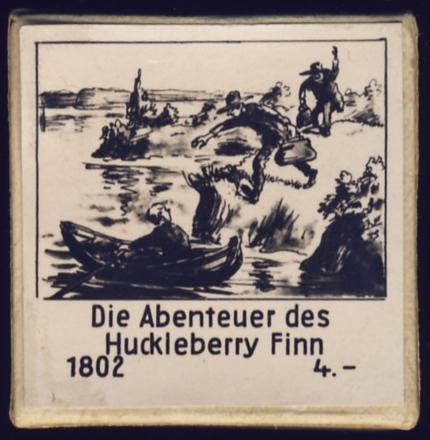 Die Abenteuer des
Huckleberry Finn
1802 4.-